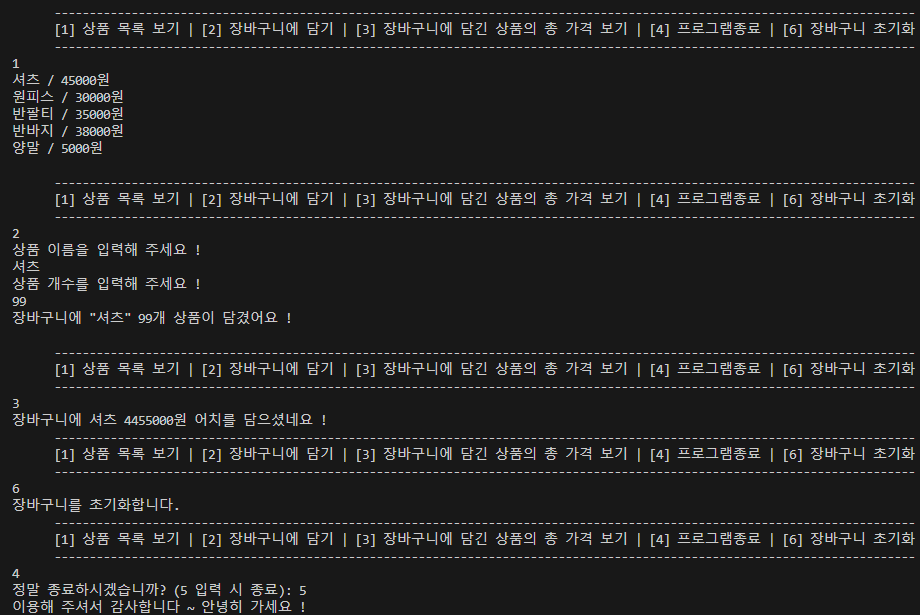 --------------------------------------------------------------------------------------------------------------------------
[1] 상품 목록 보기 | [2] 장바구니에 담기 | [3] 장바구니에 담긴 상품의 총 가격 보기 | [4] 프로그램종료 | [6] 장바구니 초기화
--------------------------------------------------------------------------------------------------------------------------
1
셔츠 / 45000원
원피스 / 30000원
반팔티 / 35000원
반바지 / 38000원
양말 / 5000원
--------------------------------------------------------------------------------------------------------------------------
[1] 상품 목록 보기 | [2] 장바구니에 담기 | [3] 장바구니에 담긴 상품의 총 가격 보기 | [4] 프로그램종료 | [6] 장바구니 초기화
--------------------------------------------------------------------------------------------------------------------------
2
상품 이름을 입력해 주세요 !
셔츠
상품 개수를 입력해 주세요 !
99
장바구니에 "셔츠" 99개 상품이 담겼어요 !
--------------------------------------------------------------------------------------------------------------------------
[1] 상품 목록 보기 | [2] 장바구니에 담기 | [3] 장바구니에 담긴 상품의 총 가격 보기 | [4] 프로그램종료 | [6] 장바구니 초기화
--------------------------------------------------------------------------------------------------------------------------
3
장바구니에 셔츠 4455000원 어치를 담으셨네요 !
--------------------------------------------------------------------------------------------------------------------------
[1] 상품 목록 보기 | [2] 장바구니에 담기 | [3] 장바구니에 담긴 상품의 총 가격 보기 | [4] 프로그램종료 | [6] 장바구니 초기화
--------------------------------------------------------------------------------------------------------------------------
6
장바구니를 초기화합니다.
--------------------------------------------------------------------------------------------------------------------------
[1] 상품 목록 보기 | [2] 장바구니에 담기 | [3] 장바구니에 담긴 상품의 총 가격 보기 | [4] 프로그램종료 | [6] 장바구니 초기화
--------------------------------------------------------------------------------------------------------------------------
4
정말 종료하시겠습니까? (5 입력 시 종료): 5
이용해 주셔서 감사합니다 ~ 안녕히 가세요 !